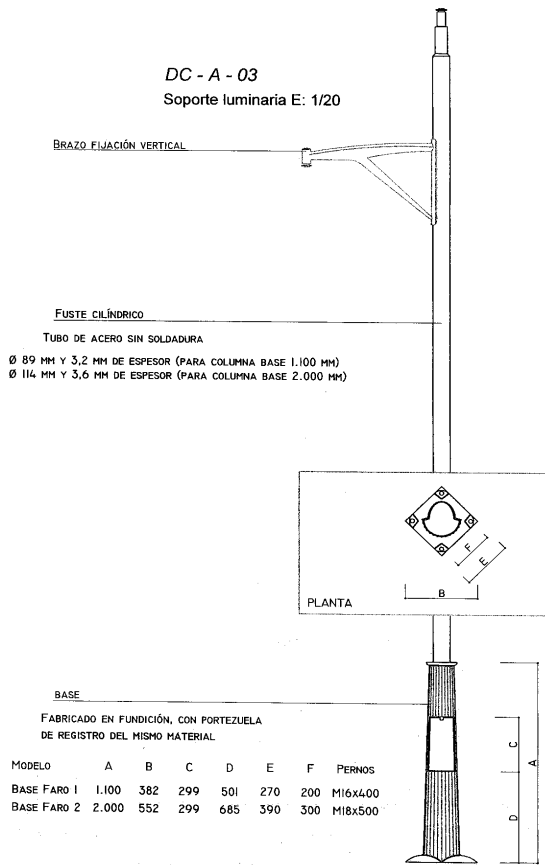 DC - A - 03
Soporte luminaria E: 1/20
BRAZO FIJACIÓN VERTICAL
FUSTE CILÍNDRICO
TUBO DE ACERO SIN SOLDADURA
Ø 89 MM Y 3,2 MM DE ESPESOR (PARA COLUMNA BASE 1.100 MM)
Ø 114 MM Y 3,6 MM DE ESPESOR (PARA COLUMNA BASE 2.000 MM)
F
E
B
PLANTA
BASE
FABRICADO EN FUNDICIÓN, CON PORTEZUELA
DE REGISTRO DEL MISMO MATERIAL
C
A
D
MODELO A B C D E F PERNOS
BASE FARO 1 1.100 382 299 501 270 200 M16x400
BASE FARO 2 2.000 552 299 685 390 300 M18x500